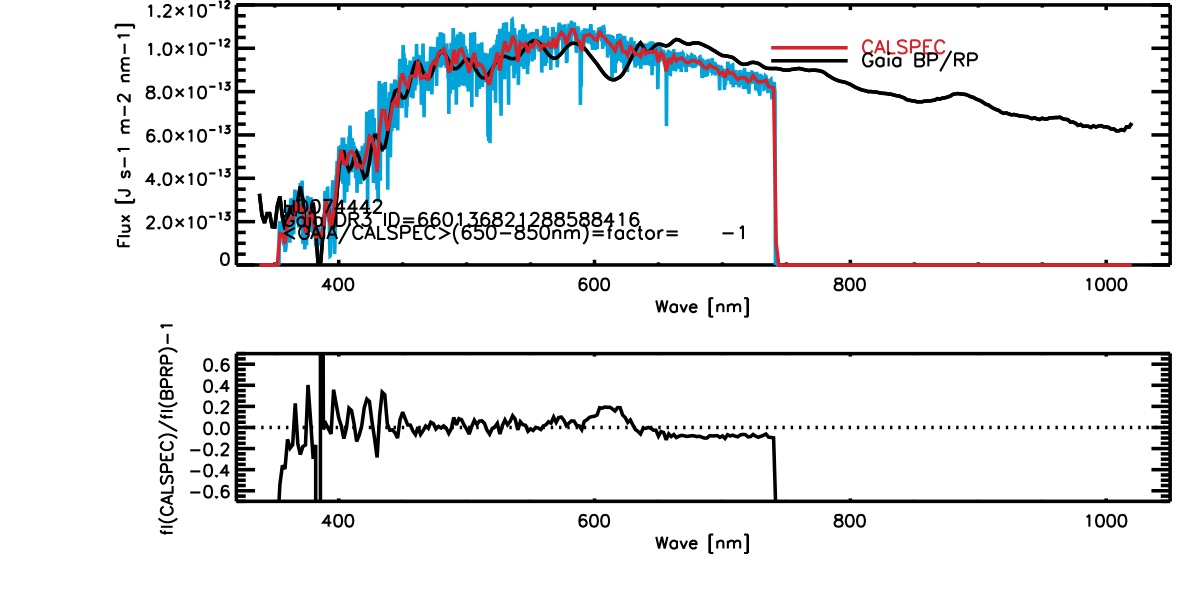 1.2×10−12
1.0×10−12
8.0×10−13
6.0×10−13
4.0×10−13
2.0×10−13
0
Flux [J s−1 m−2 nm−1]
CALSPEC
Gaia BP/RP
HD074442
Gaia DR3 ID=660136821288588416
<GAIA/CALSPEC>(650−850nm)=factor= −1
400 600 800 1000
Wave [nm]
fl(CALSPEC)/fl(BPRP)−1
0.6
0.4
0.2
0.0
−0.2
−0.4
−0.6
400 600 800 1000
Wave [nm]